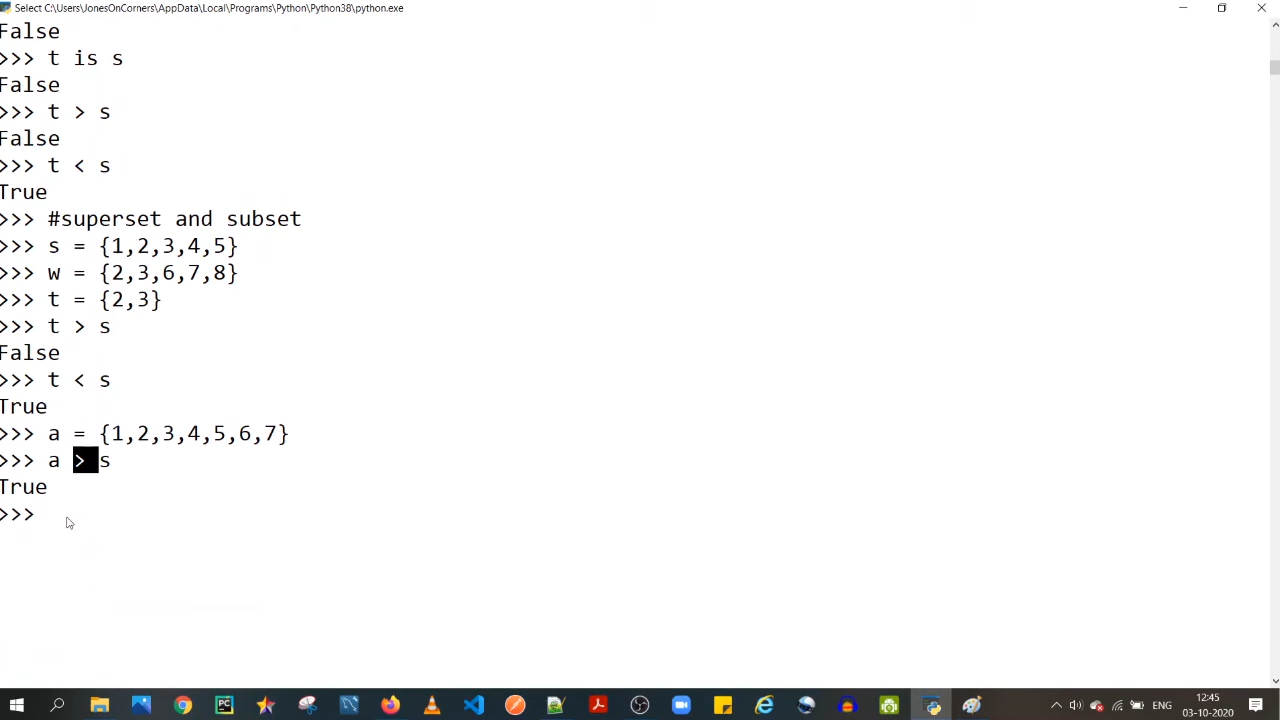 Select C:\Users\JonesOnCorners\AppData\Local\Programs\Python\Python38\python.exe
False
>>> t is s
False
>>> t > s
False
>>> t < s
True
>>> #superset and subset
>>> s = {1,2,3,4,5}
>>> w = {2,3,6,7,8}
>>> t = {2,3}
>>> t > s
False
>>> t < s
True
>>> a = {1,2,3,4,5,6,7}
>>> a > s
True
>>>
PC
ENG
12:45
03-10-2020